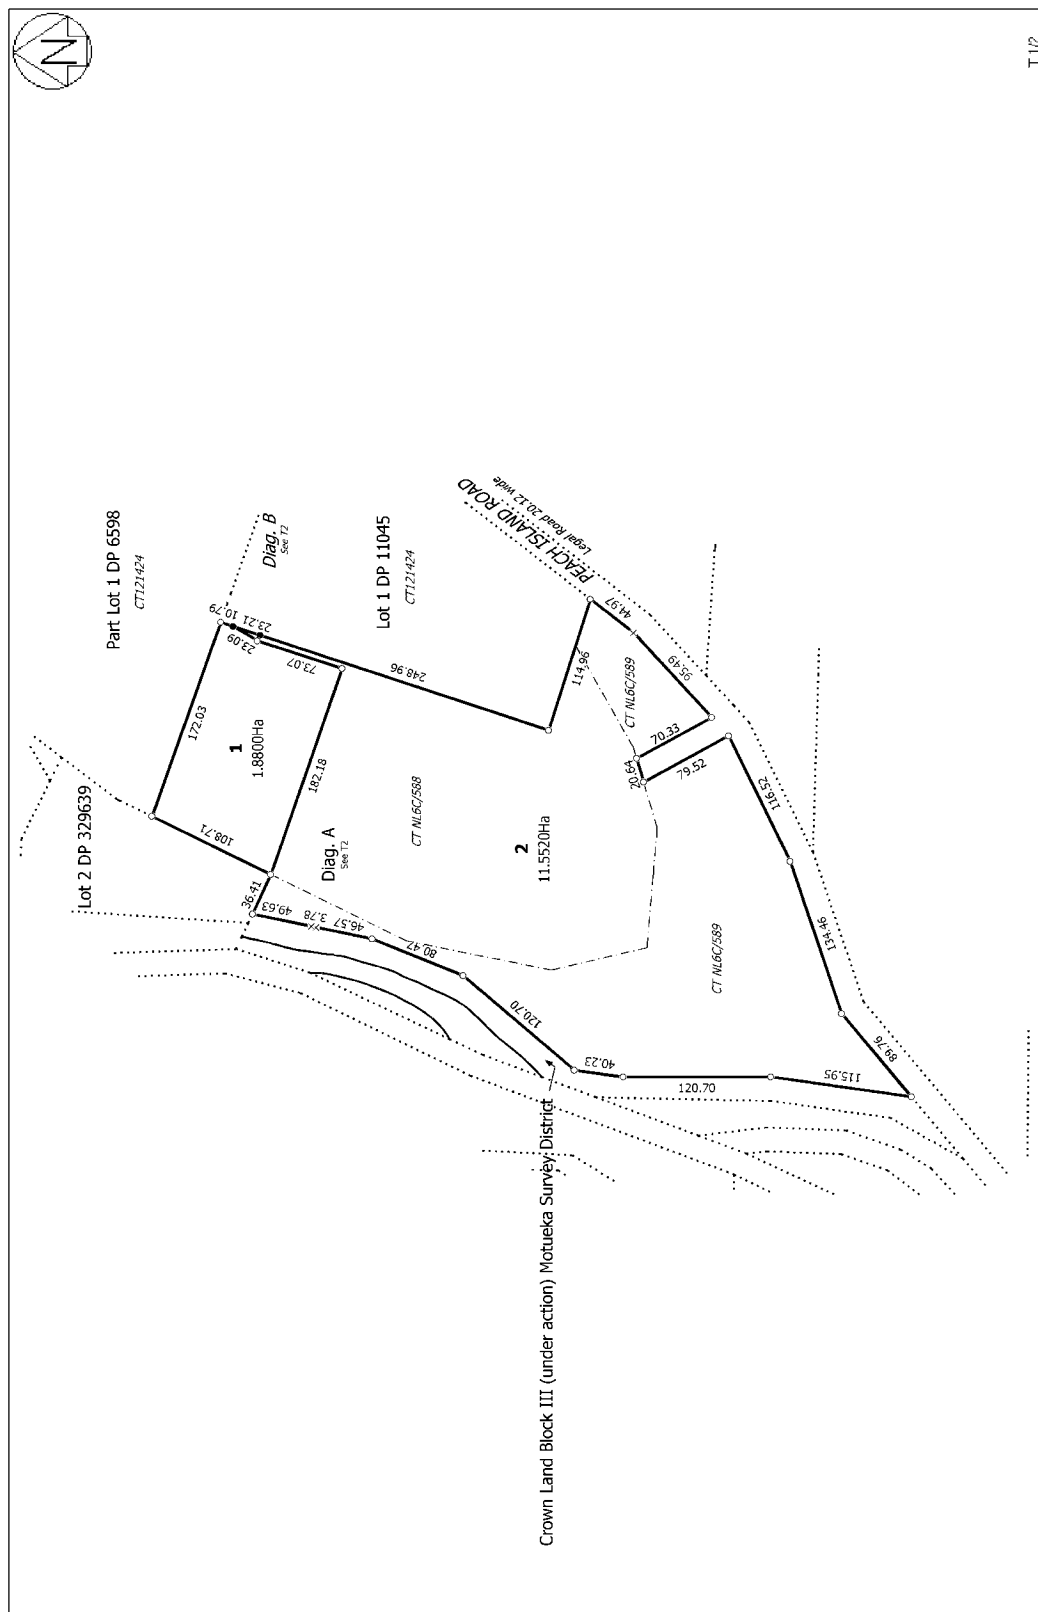 N
T 1/2
Part Lot 1 DP 6598
CT121424
Lot 2 DP 329639
Diag. B
See T2
Lot 1 DP 11045
CT121424
172.03
10.79
23.21
23.09
73.07
1
1.8800Ha
108.71
182.18
248.96
36.41
Diag. A
See T2
CT NL6C/588
49.63
3.78
46.57
80.47
120.70
2
11.5520Ha
PEACH ISLAND ROAD
Legal Road 20.12 wide
114.96
44.97
CT NL6C/589
95.49
70.33
20.64
79.52
116.52
CT NL6C/589
134.46
89.76
40.23
120.70
115.95
Crown Land Block III (under action) Motueka Survey District